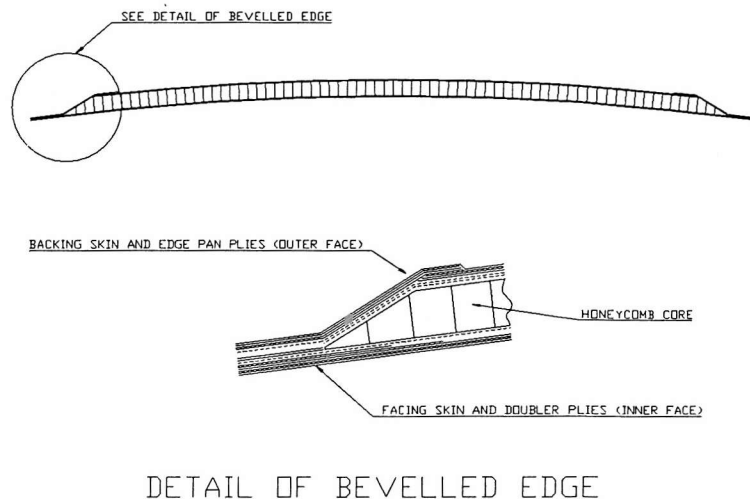 SEE DETAIL OF BEVELLED EDGE
BACKING SKIN AND EDGE PAN PLIES (OUTER FACE)
HONEYCOMB CORE
FACING SKIN AND DOUBLER PLIES (INNER FACE)
DETAIL OF BEVELLED EDGE